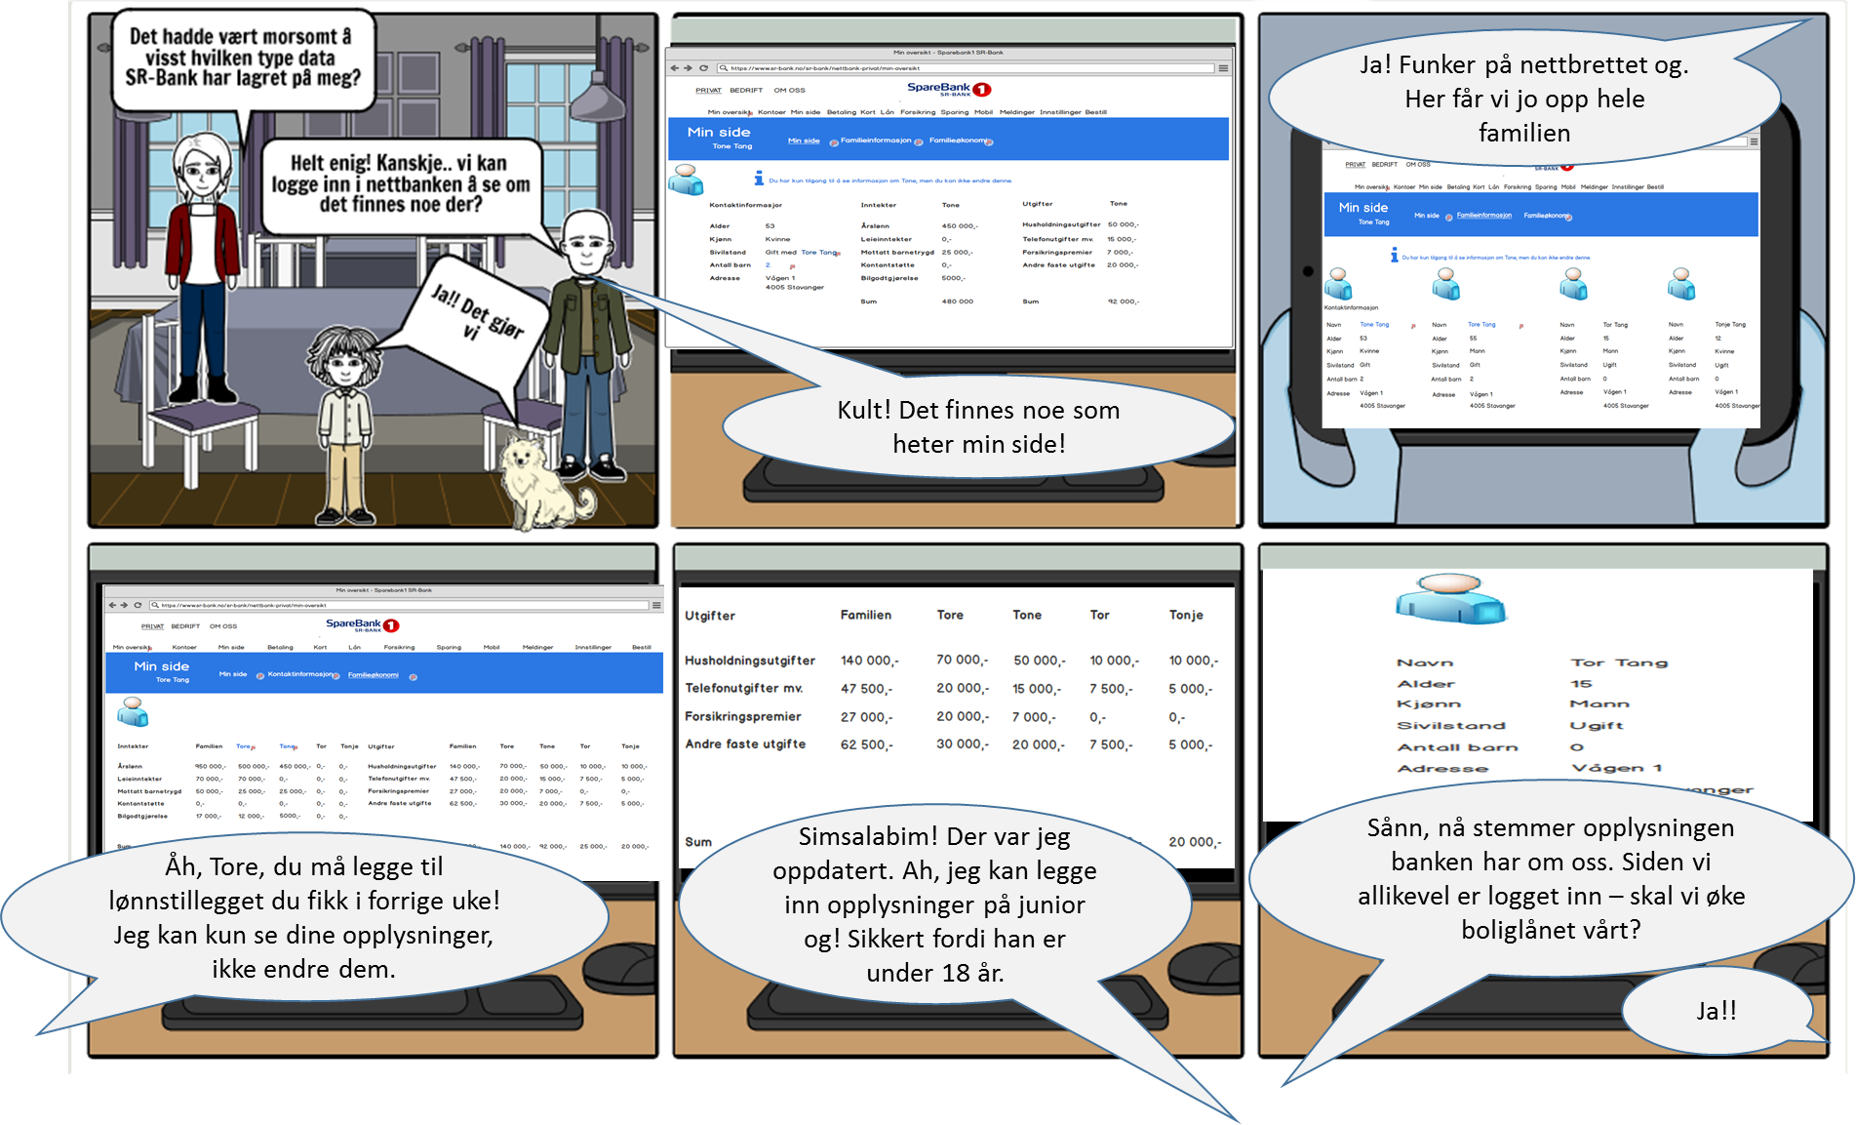 Det hadde vært morsomt å
visst hvilken type data
SR-Bank har lagret på meg?
Helt enig! Kanskje.. vi kan
logge inn i nettbanken å se om
det finnes noe der?
Ja!! Det gjør
vi
Min oversikt - Sparebank1 SR-Bank
https://www.sr-bank.no/sr-bank/nettbank-privat/min-oversikt
PRIVAT BEDRIFT OM OSS
SpareBank 1
SR-BANK
Min oversikt Kontoer Min side Betaling Kort Lån Forsikring Sparing Mobil Meldinger Innstillinger Bestill
Min side
Tone Tang
Min side Familieinformasjon Familieøkonomi
Du har kun tilgang til å se informasjon om Tone, men du kan ikke endre denne.
Kontaktinformasjor Inntekter Tone Utgifter Tone
Alder 53 Årslønn 450 000,- Husholdningsutgifter 50 000,-
Kjønn Kvinne Leieinntekter 0,- Telefonutgifter mv. 15 000,-
Sivilstand Gift med Tore Tang Mottatt barnetrygd 25 000,- Forsikringspremier 7 000,-
Antall barn 2 Kontantstøtte 0,- Andre faste utgifte 20 000,-
Adresse Vågen 1 Bilgodtgjørelse 5000,-
4005 Stavanger
Sum 480 000 Sum 92 000,-
Kult! Det finnes noe som
heter min side!
Ja! Funker på nettbrettet og.
Her får vi jo opp hele
familien
PRIVAT BEDRIFT OM OSS
SR-BANK
Min oversikt Kontoer Min side Betaling Kort Lån Forsikring Sparing Mobil Meldinger Innstillinger Bestill
Min side
Tone Tang
Min side Familieinformasjon Familieøkonomi
Du har kun tilgang til å se informasjon om Tone, men du kan ikke endre denne.
Kontaktinformasjon
Navn Tone Tang Navn Tore Tang Navn Tor Tang Navn Tonje Tang
Alder 53 Alder 55 Alder 15 Alder 12
Kjønn Kvinne Kjønn Mann Kjønn Mann Kjønn Kvinne
Sivilstand Gift Sivilstand Gift Sivilstand Ugift Sivilstand Ugift
Antall barn 2 Antall barn 2 Antall barn 0 Antall barn 0
Adresse Vågen 1 Adresse Vågen 1 Adresse Vågen 1 Adresse Vågen 1
4005 Stavanger 4005 Stavanger 4005 Stavanger 4005 Stavanger
Min oversikt - Sparebank1 SR-Bank
https://www.sr-bank.no/sr-bank/nettbank-privat/min-oversikt
PRIVAT BEDRIFT OM OSS
SpareBank 1
SR-BANK
Min oversikt Kontoer Min side Betaling Kort Lån Forsikring Sparing Mobil Meldinger Innstillinger Bestill
Min side
Tore Tang
Min side Kontaktinformasjon Familieøkonomi
Inntekter Familien Tore Tone Tor Tonje Utgifter Familien Tore Tone Tor Tonje
Årslønn 950 000,- 500 000,- 450 000,- 0,- 0,- Husholdningsutgifter 140 000,- 70 000,- 50 000,- 10 000,- 10 000,-
Leieinntekter 70 000,- 70 000,- 0,- 0,- 0,- Telefonutgifter mv. 47 500,- 20 000,- 15 000,- 7 500,- 5 000,-
Mottatt barnetrygd 50 000,- 25 000,- 25 000,- 0,- 0,- Forsikringspremier 27 000,- 20 000,- 7 000,- 0,- 0,-
Kontantstøtte 0,- 0,- 0,- 0,- 0,- Andre faste utgifte 62 500,- 30 000,- 20 000,- 7 500,- 5 000,-
Bilgodtgjørelse 17 000,- 12 000,- 5000,- 0,- 0,-
Sum 140 000,- 92 000,- 25 000,- 20 000,-
Åh, Tore, du må legge til
lønnstillegget du fikk i forrige uke!
Jeg kan kun se dine opplysninger,
ikke endre dem.
Utgifter Familien Tore Tone Tor Tonje
Husholdningsutgifter 140 000,- 70 000,- 50 000,- 10 000,- 10 000,-
Telefonutgifter mv. 47 500,- 20 000,- 15 000,- 7 500,- 5 000,-
Forsikringspremier 27 000,- 20 000,- 7 000,- 0,- 0,-
Andre faste utgifte 62 500,- 30 000,- 20 000,- 7 500,- 5 000,-
Sum 20 000,-
Simsalabim! Der var jeg
oppdatert. Ah, jeg kan legge
inn opplysninger på junior
og! Sikkert fordi han er
under 18 år.
Navn Tor Tang
Alder 15
Kjønn Mann
Sivilstand Ugift
Antall barn 0
Adresse Vågen 1
Sånn, nå stemmer opplysningen
banken har om oss. Siden vi
allikevel er logget inn – skal vi øke
boliglånet vårt?
Ja!!